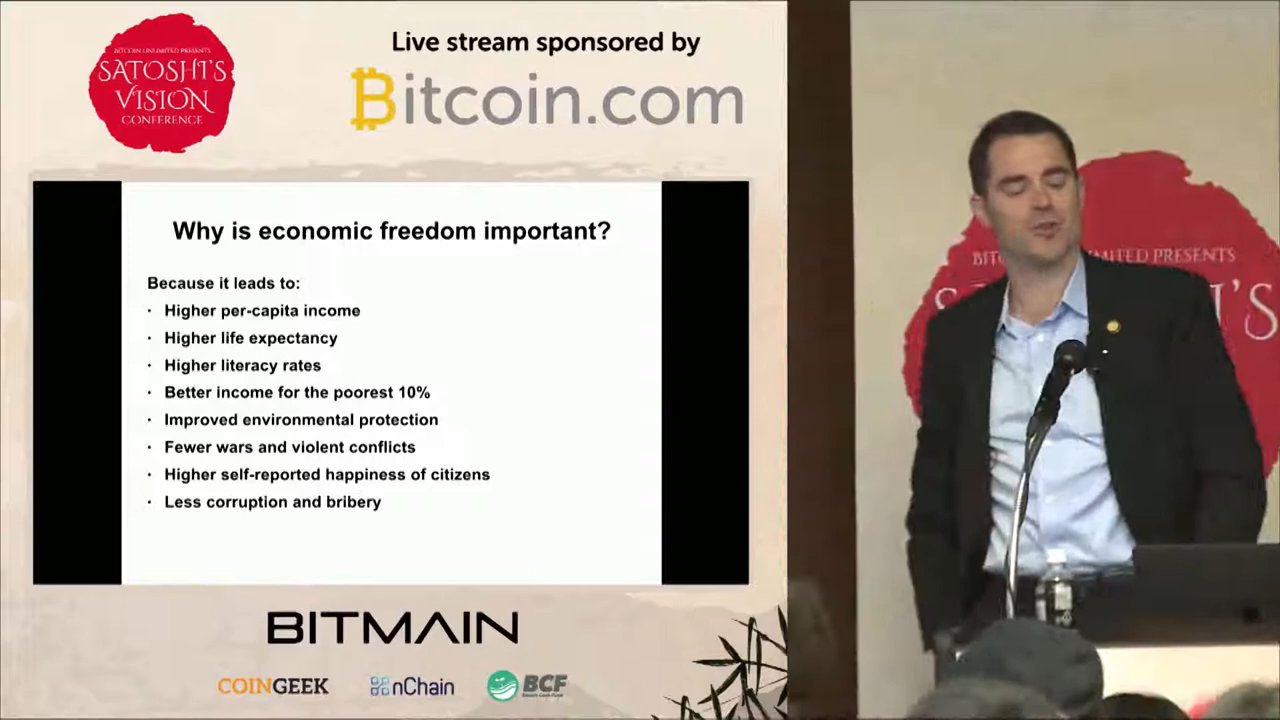 BITCOIN UNLIMITED PRESENTS
SATOSHI'S
VISION
CONFERENCE
Live stream sponsored by
Bitcoin.com
Why is economic freedom important?
Because it leads to:
· Higher per-capita income
· Higher life expectancy
· Higher literacy rates
· Better income for the poorest 10%
· Improved environmental protection
· Fewer wars and violent conflicts
· Higher self-reported happiness of citizens
· Less corruption and bribery
BITMAIN
COINGEEK
nChain
BCF
PRESENTS